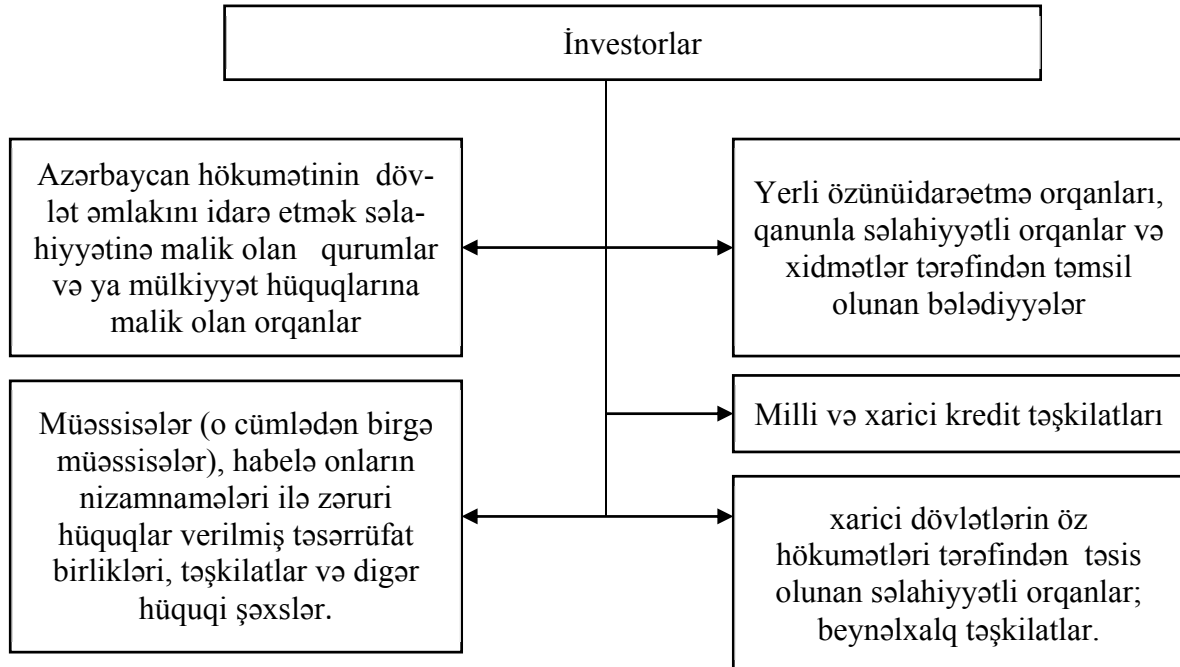 İnvestorlar
Azərbaycan hökumətinin döv-
lət əmlakını idarə etmək səla-
hiyyətinə malik olan qurumlar
və ya mülkiyyət hüquqlarına
malik olan orqanlar
Yerli özünüidarəetmə orqanları,
qanunla səlahiyyətli orqanlar və
xidmətlər tərəfindən təmsil
olunan bələdiyyələr
Müəssisələr (o cümlədən birgə
müəssisələr), habelə onların
nizamnamələri ilə zəruri
hüquqlar verilmiş təsərrüfat
birlikləri, təşkilatlar və digər
hüquqi şəxslər.
Milli və xarici kredit təşkilatları
xarici dövlətlərin öz
hökumətləri tərəfindən təsis
olunan səlahiyyətli orqanlar;
beynəlxalq təşkilatlar.